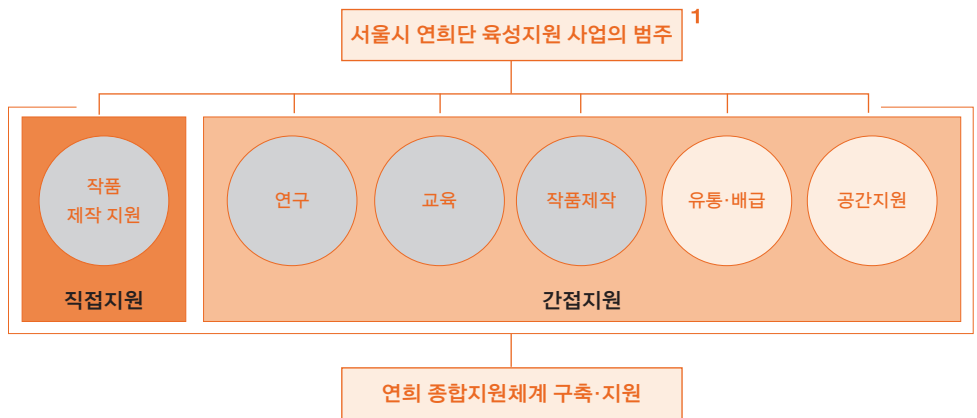 서울시 연희단 육성지원 사업의 범주 1
작품
제작 지원
연구
교육
작품제작
유통·배급
공간지원
직접지원
간접지원
연희 종합지원체계 구축·지원